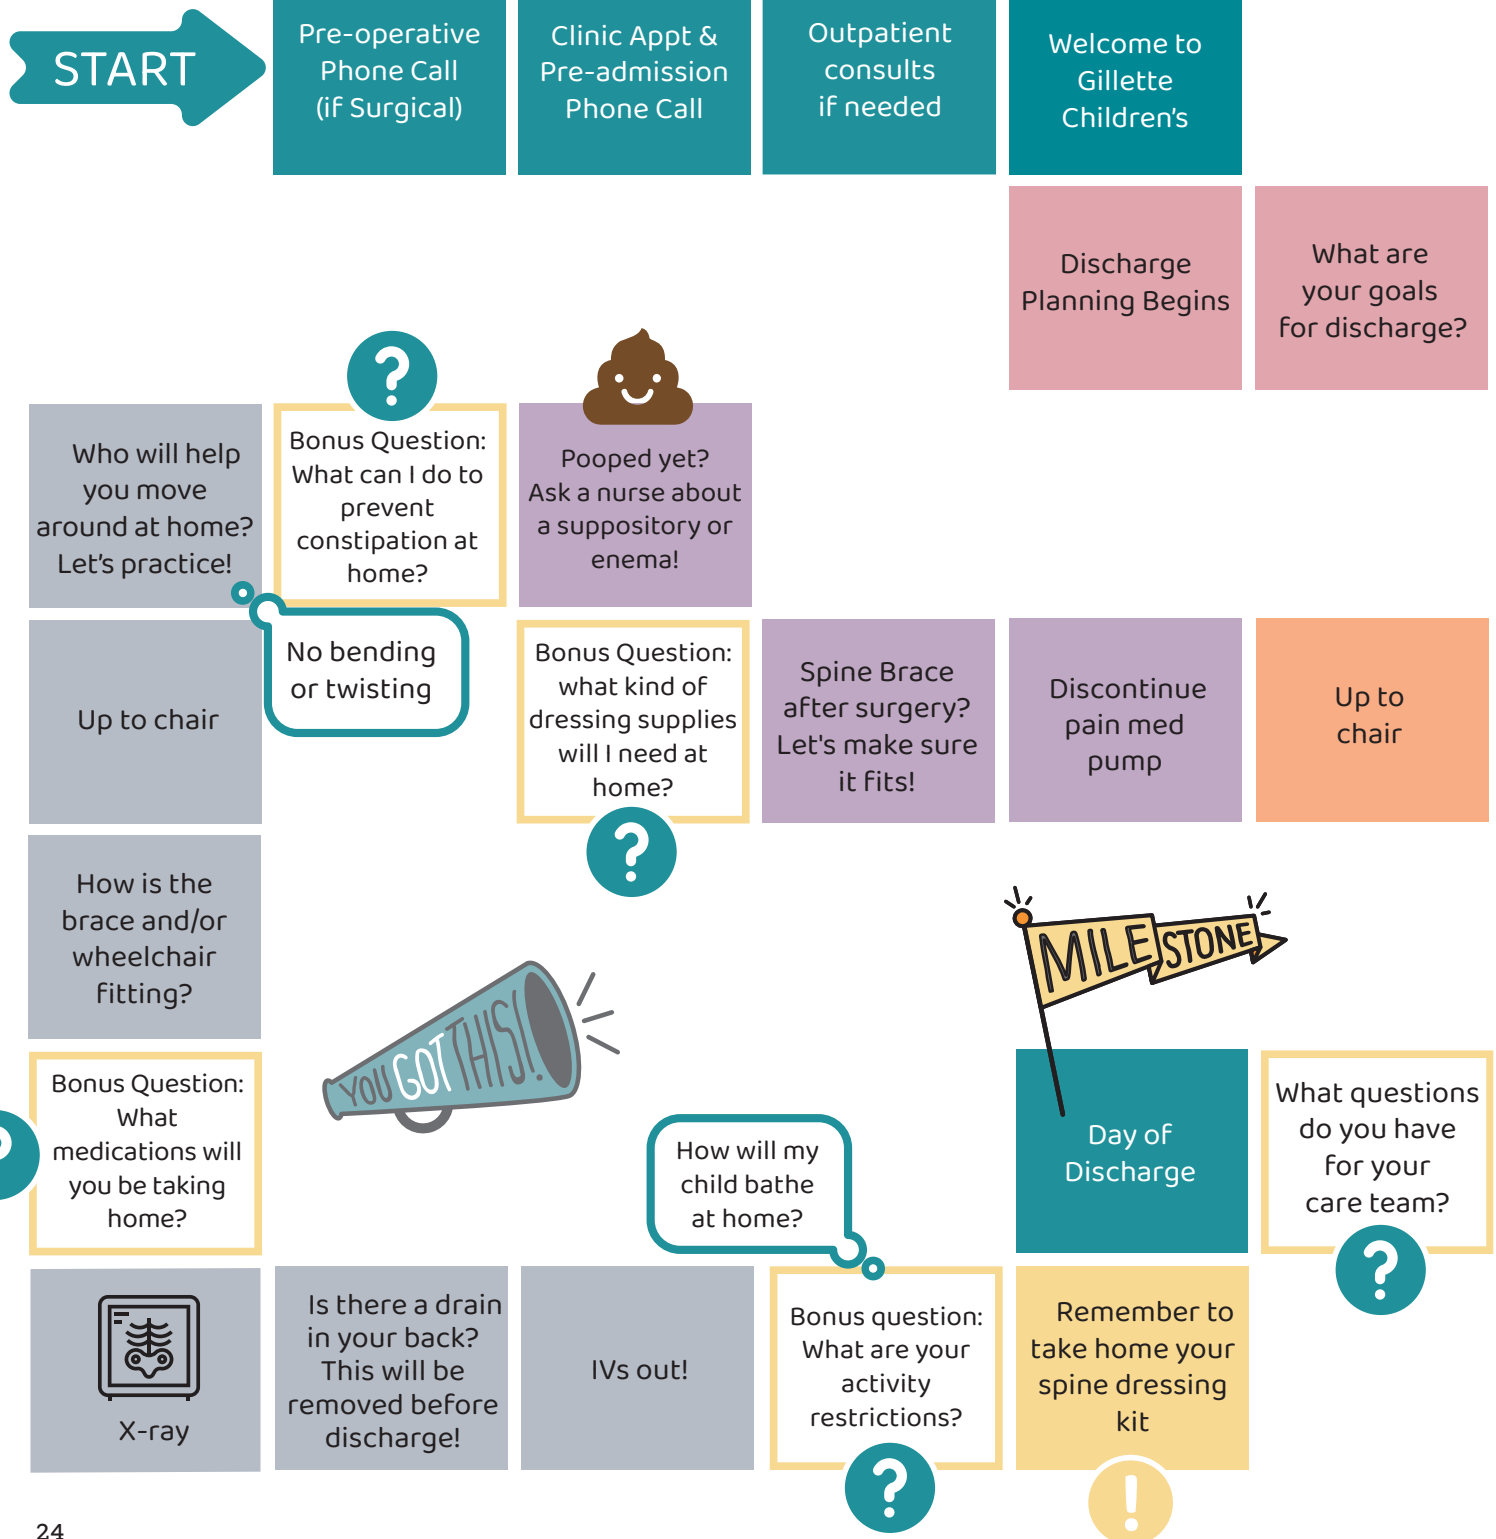 START
Pre-operative
Phone Call
(if Surgical)
Clinic Appt &
Pre-admission
Phone Call
Outpatient
consults
if needed
Welcome to
Gillette
Children's
Discharge
Planning Begins
What are
your goals
for discharge?
Who will help
you move
around at home?
Let's practice!
Bonus Question:
What can I do to
prevent
constipation at
home?
Pooped yet?
Ask a nurse about
a suppository or
enema!
Up to chair
No bending
or twisting
Bonus Question:
what kind of
dressing supplies
will I need at
home?
Spine Brace
after surgery?
Let's make sure
it fits!
Discontinue
pain med
pump
Up to
chair
How is the
brace and/or
wheelchair
fitting?
YOU GOT THIS!
MILESTONE
Bonus Question:
What
medications will
you be taking
home?
How will my
child bathe
at home?
Day of
Discharge
What questions
do you have
for your
care team?
X-ray
Is there a drain
in your back?
This will be
removed before
discharge!
IVs out!
Bonus question:
What are your
activity
restrictions?
Remember to
take home your
spine dressing
kit
24